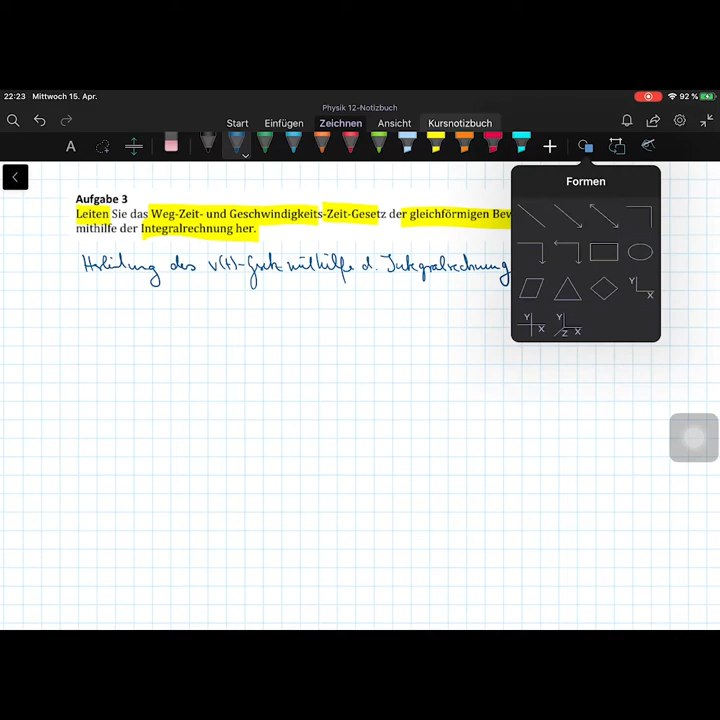 22:23 Mittwoch 15. Apr. 92 %
Physik 12-Notizbuch
Start Einfügen Zeichnen Ansicht Kursnotizbuch
A
Formen
Aufgabe 3
Leiten Sie das Weg-Zeit- und Geschwindigkeits-Zeit-Gesetz der gleichförmigen Bew
mithilfe der Integralrechnung her.
Herleitung des v(t)-Gesetz mithilfe d. Integralrechnung
Y X
Y X
Y Z X